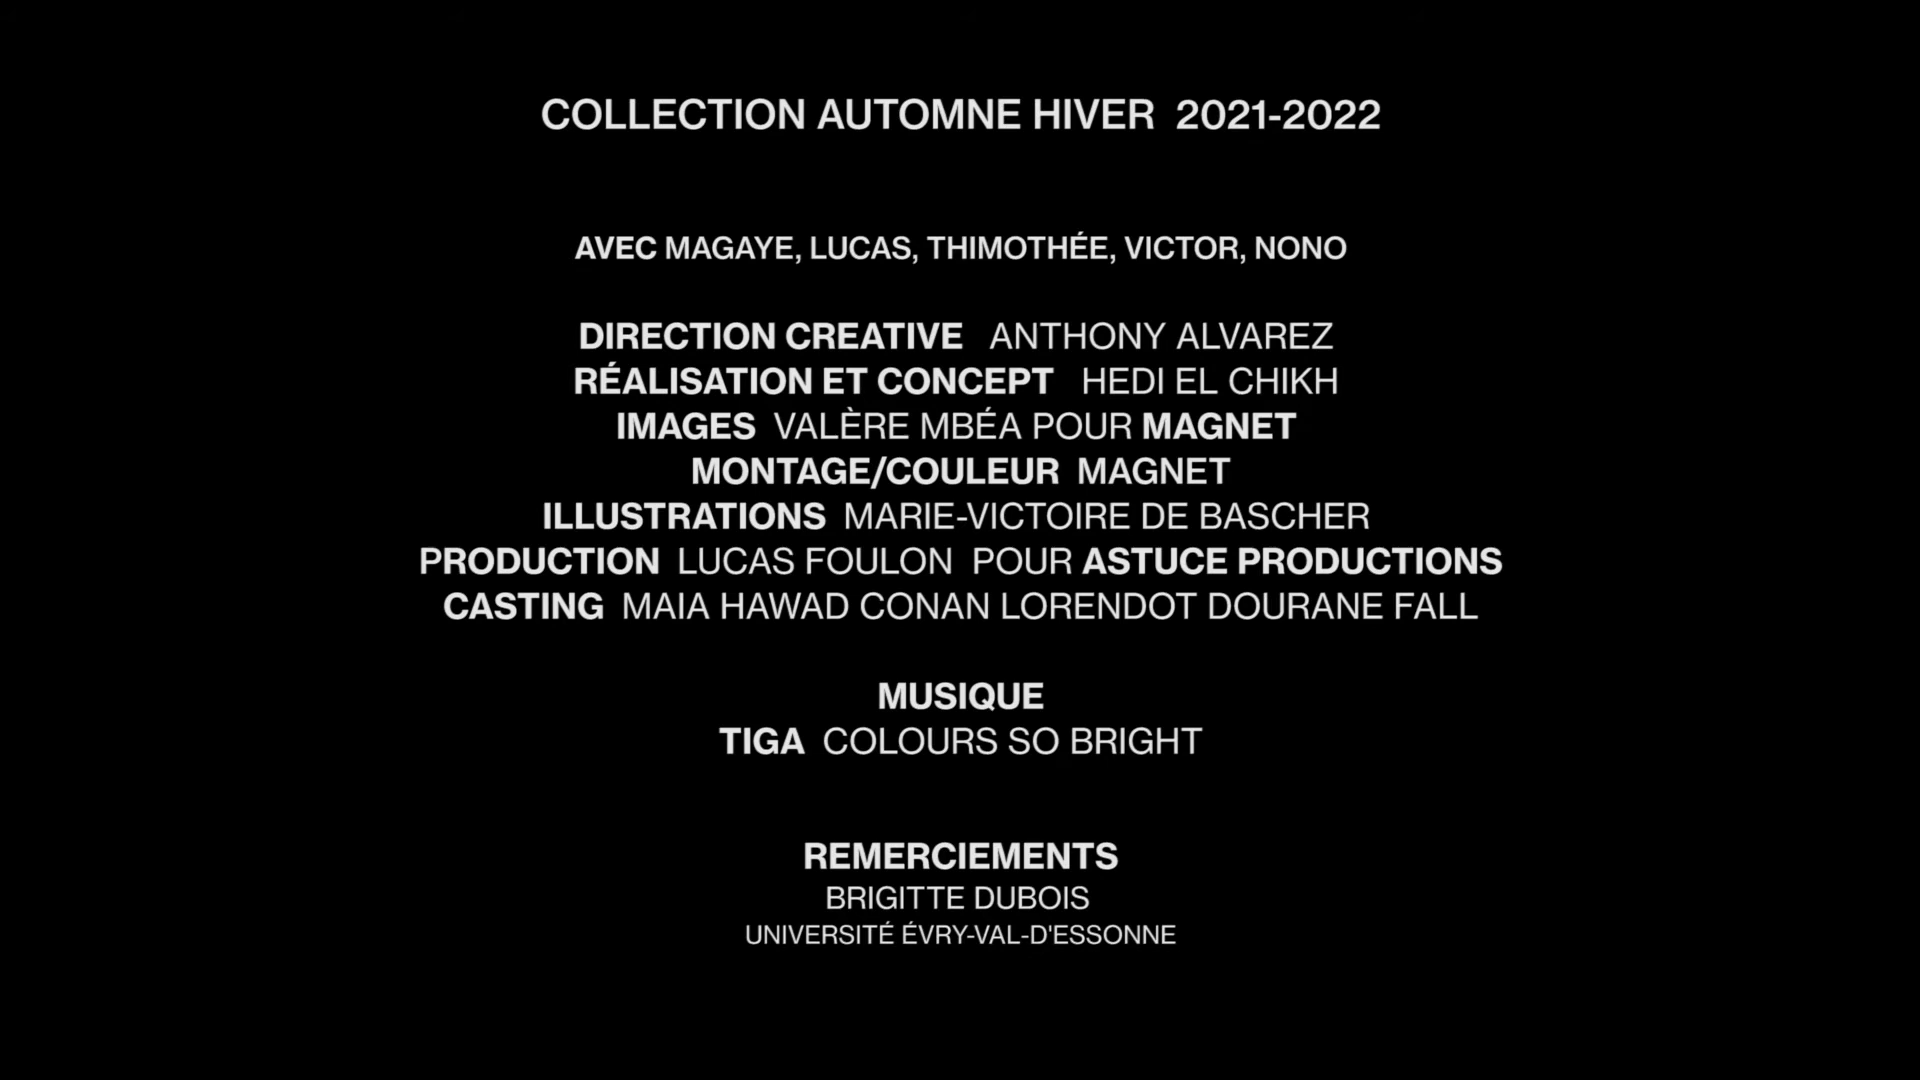 COLLECTION AUTOMNE HIVER 2021-2022
AVEC MAGAYE, LUCAS, THIMOTHÉE, VICTOR, NONO
DIRECTION CREATIVE ANTHONY ALVAREZ
RÉALISATION ET CONCEPT HEDI EL CHIKH
IMAGES VALÈRE MBÉA POUR MAGNET
MONTAGE/COULEUR MAGNET
ILLUSTRATIONS MARIE-VICTOIRE DE BASCHER
PRODUCTION LUCAS FOULON POUR ASTUCE PRODUCTIONS
CASTING MAIA HAWAD CONAN LORENDOT DOURANE FALL
MUSIQUE
TIGA COLOURS SO BRIGHT
REMERCIEMENTS
BRIGITTE DUBOIS
UNIVERSITÉ ÉVRY-VAL-D'ESSONNE